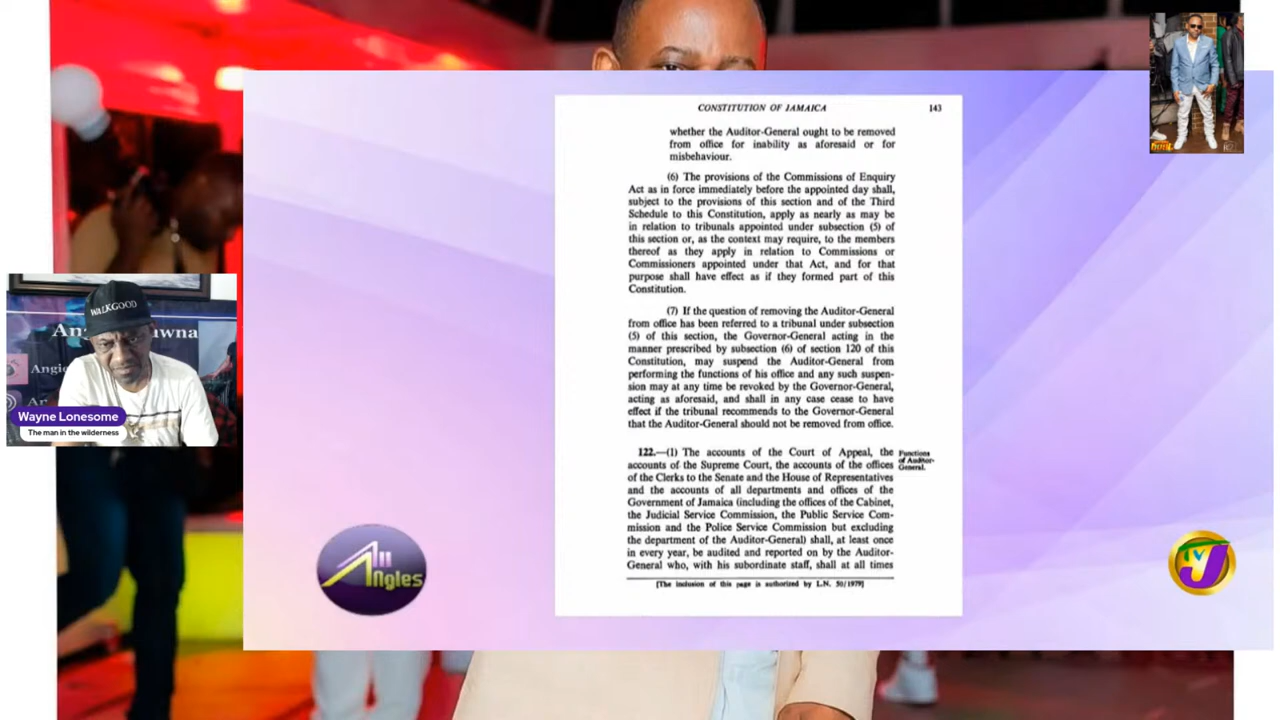 CONSTITUTION OF JAMAICA 143
whether the Auditor-General ought to be removed
from office for inability as aforesaid or for
misbehaviour.
(6) The provisions of the Commissions of Enquiry
Act as in force immediately before the appointed day shall,
subject to the provisions of this section and of the Third
Schedule to this Constitution, apply as nearly as may be
in relation to tribunals appointed under subsection (5) of
this section or, as the context may require, to the members
thereof as they apply in relation to Commissions or
Commissioners appointed under that Act, and for that
purpose shall have effect as if they formed part of this
Constitution.
(7) If the question of removing the Auditor-General
from office has been referred to a tribunal under subsection
(5) of this section, the Governor-General acting in the
manner prescribed by subsection (6) of section 120 of this
Constitution, may suspend the Auditor-General from
performing the functions of his office and any such suspen-
sion may at any time be revoked by the Governor-General,
acting as aforesaid, and shall in any case cease to have
effect if the tribunal recommends to the Governor-General
that the Auditor-General should not be removed from office.
122.—(1) The accounts of the Court of Appeal, the
accounts of the Supreme Court, the accounts of the offices
of the Clerks to the Senate and the House of Representatives
and the accounts of all departments and offices of the
Government of Jamaica (including the offices of the Cabinet,
the Judicial Service Commission, the Public Service Com-
mission and the Police Service Commission but excluding
the department of the Auditor-General) shall, at least once
in every year, be audited and reported on by the Auditor-
General who, with his subordinate staff, shall at all times
Functions
of Auditor-
General.
[The inclusion of this page is authorized by L.N. 50/1979]
WALKGOOD
Wayne Lonesome
The man in the wilderness
All
Angles
TVJ